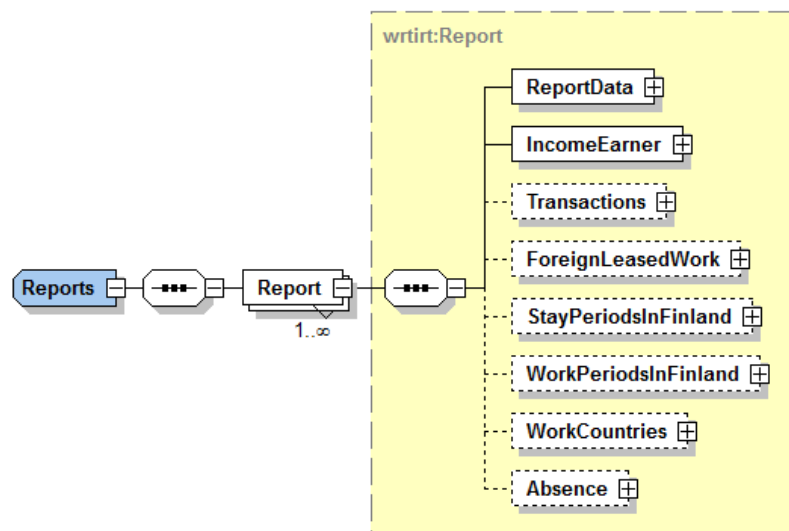 wrtirt:Report
ReportData
IncomeEarner
Transactions
ForeignLeasedWork
Reports
Report
1..∞
StayPeriodsInFinland
WorkPeriodsInFinland
WorkCountries
Absence